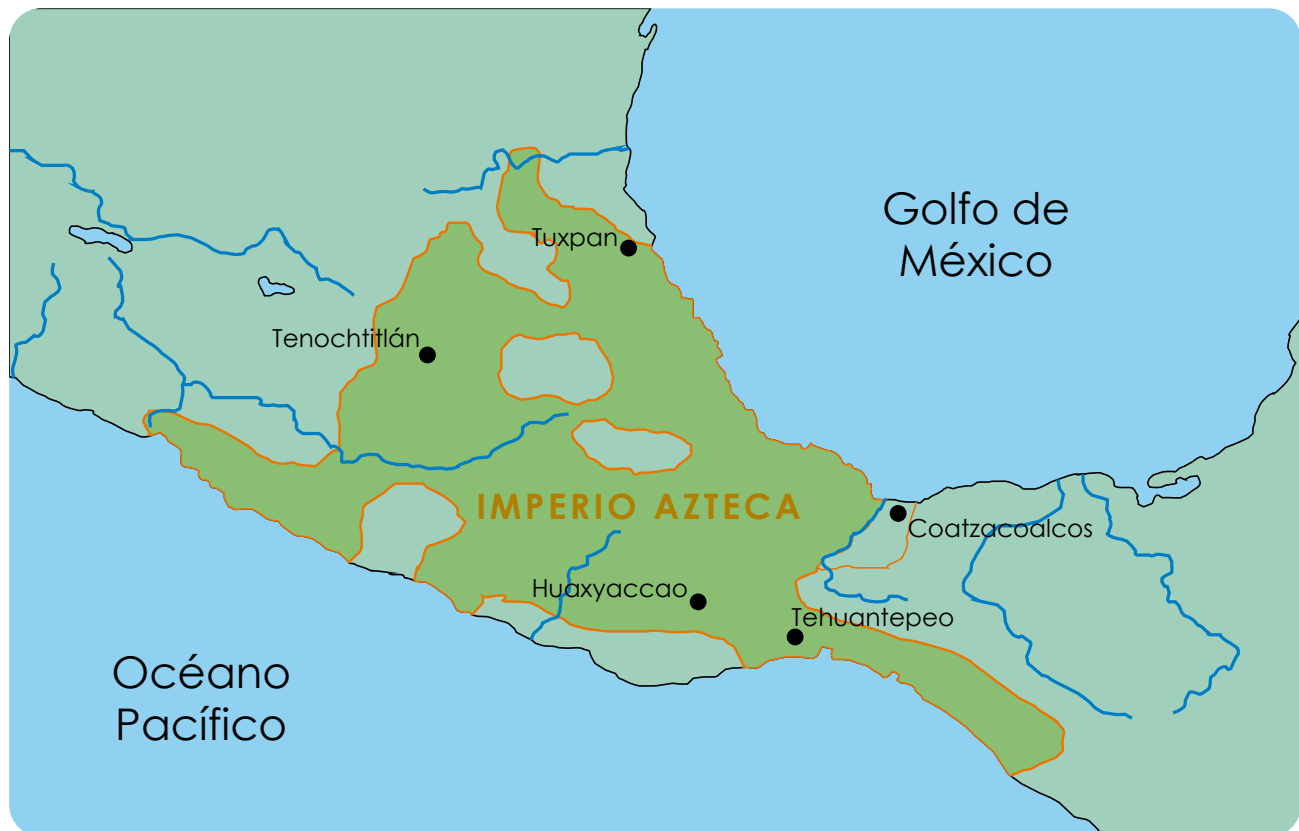 Golfo de
México
Tuxpan
Tenochtitlán
IMPERIO AZTECA
Coatzacoalcos
Huaxyaccao
Tehuantepeo
Océano
Pacífico